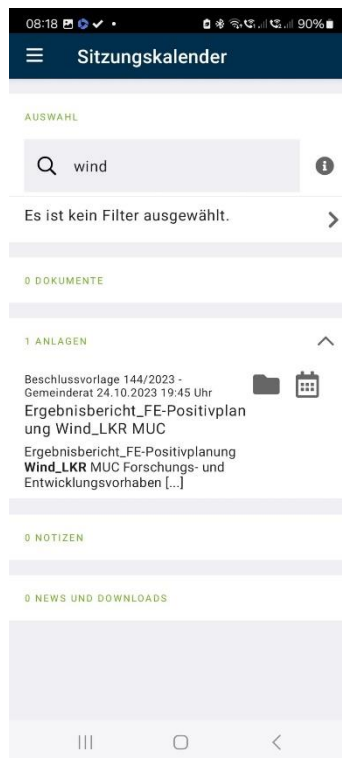 08:18 90%
Sitzungskalender
AUSWAHL
wind
Es ist kein Filter ausgewählt.
0 DOKUMENTE
1 ANLAGEN
Beschlussvorlage 144/2023 -
Gemeinderat 24.10.2023 19:45 Uhr
Ergebnisbericht_FE-Positivplan
ung Wind_LKR MUC
Ergebnisbericht_FE-Positivplanung
Wind_LKR MUC Forschungs- und
Entwicklungsvorhaben [...]
0 NOTIZEN
0 NEWS UND DOWNLOADS